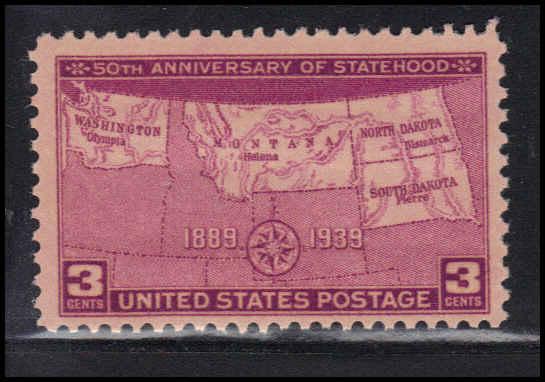 50TH ANNIVERSARY OF STATEHOOD
WASHINGTON
Olympia
MONTANA
Helena
NORTH DAKOTA
Bismarck
SOUTH DAKOTA
Pierre
1889 1939
3 CENTS
UNITED STATES POSTAGE
3 CENTS